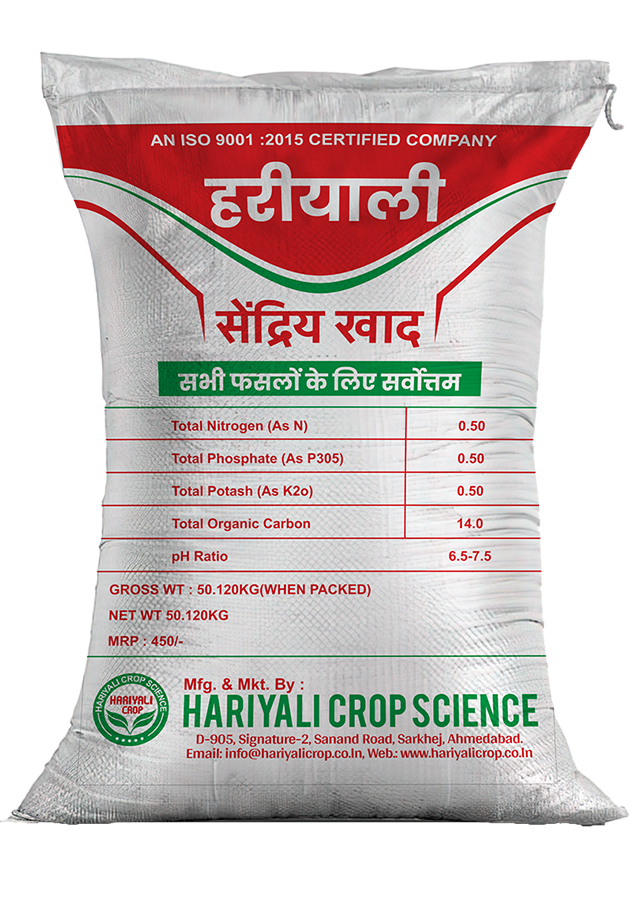 AN ISO 9001 :2015 CERTIFIED COMPANY
हरीयाली
सेंद्रिय खाद
सभी फसलों के लिए सर्वोत्तम
Total Nitrogen (As N) 0.50
Total Phosphate (As P305) 0.50
Total Potash (As K2o) 0.50
Total Organic Carbon 14.0
pH Ratio 6.5-7.5
GROSS WT : 50.120KG(WHEN PACKED)
NET WT 50.120KG
MRP : 450/-
HARIYALI CROP SCIENCE
HARIYALI
CROP
Mfg. & Mkt. By :
HARIYALI CROP SCIENCE
D-905, Signature-2, Sanand Road, Sarkhej, Ahmedabad.
Email: info@hariyalicrop.co.In, Web.: www.hariyalicrop.co.In